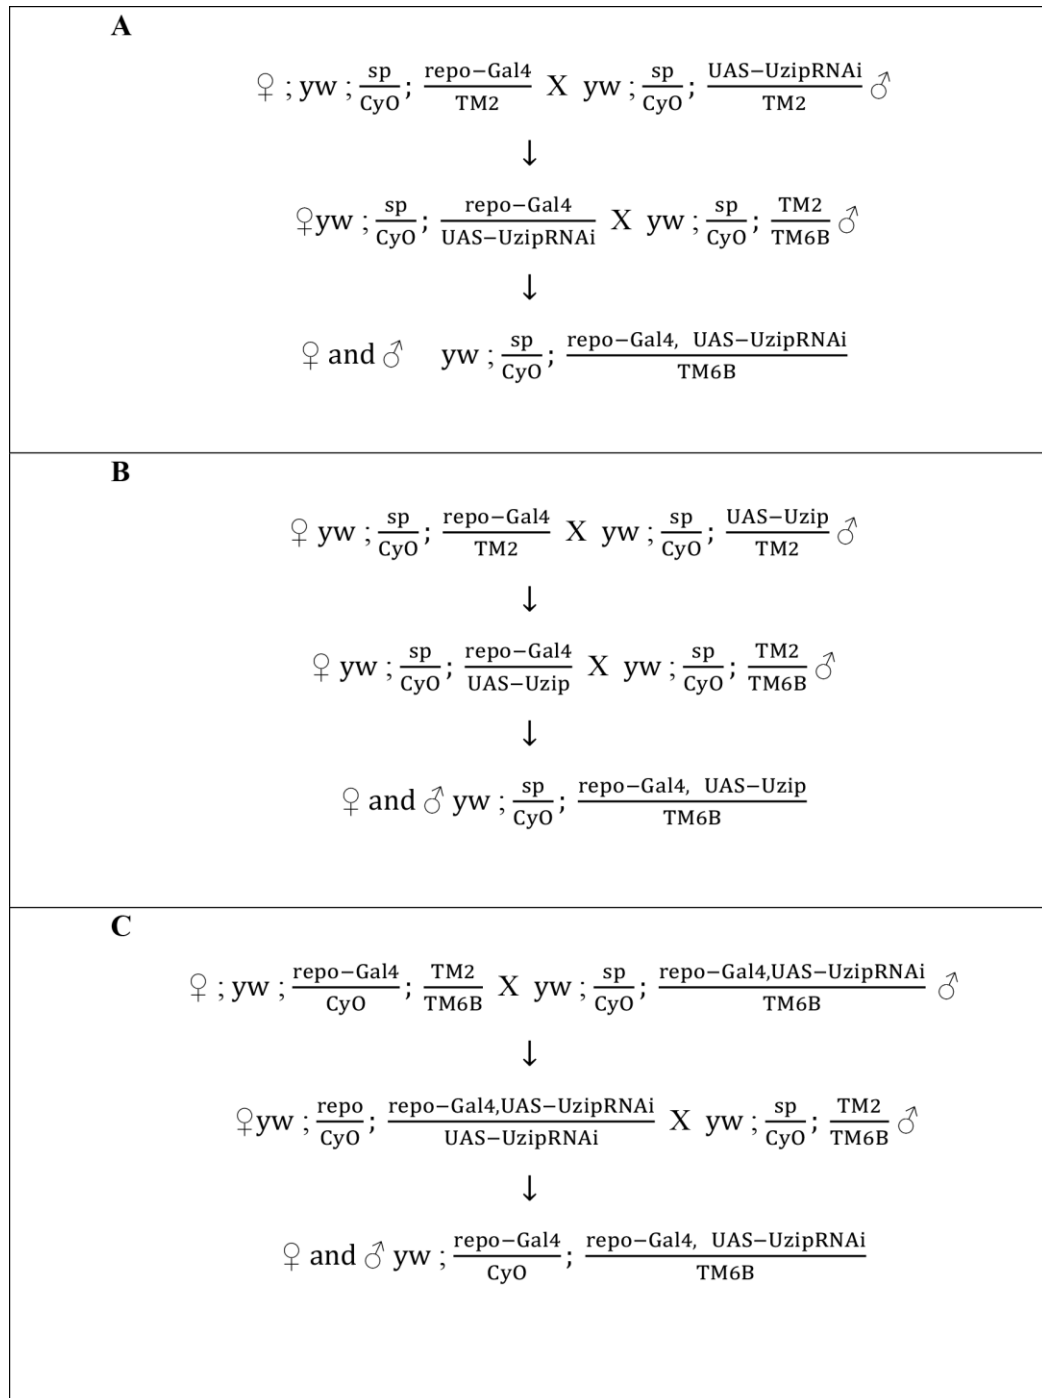 A
♀ ; yw ; sp/CyO; repo−Gal4/TM2 X yw ; sp/CyO; UAS−UzipRNAi/TM2 ♂
↓
♀yw ; sp/CyO; repo−Gal4/UAS−UzipRNAi X yw ; sp/CyO; TM2/TM6B ♂
↓
♀ and ♂ yw ; sp/CyO; repo−Gal4, UAS−UzipRNAi/TM6B
B
♀ yw ; sp/CyO; repo−Gal4/TM2 X yw ; sp/CyO; UAS−Uzip/TM2 ♂
↓
♀ yw ; sp/CyO; repo−Gal4/UAS−Uzip X yw ; sp/CyO; TM2/TM6B ♂
↓
♀ and ♂ yw ; sp/CyO; repo−Gal4, UAS−Uzip/TM6B
C
♀ ; yw ; repo−Gal4/CyO; TM2/TM6B X yw ; sp/CyO; repo−Gal4,UAS−UzipRNAi/TM6B ♂
↓
♀yw ; repo/CyO; repo−Gal4,UAS−UzipRNAi/UAS−UzipRNAi X yw ; sp/CyO; TM2/TM6B ♂
↓
♀ and ♂ yw ; repo−Gal4/CyO; repo−Gal4, UAS−UzipRNAi/TM6B